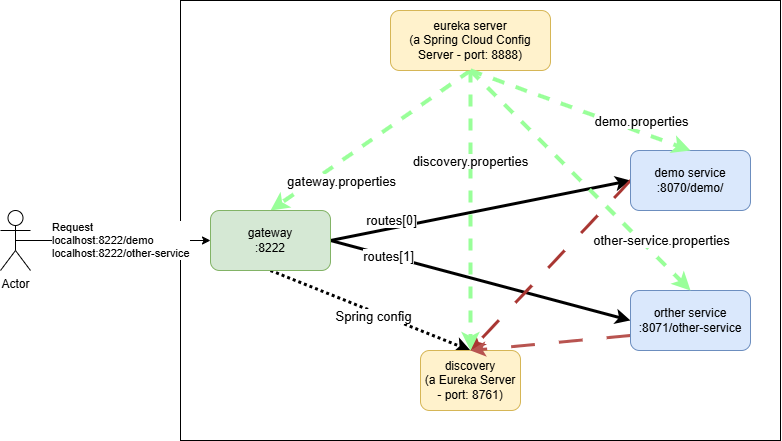 eureka server
(a Spring Cloud Config
Server - port: 8888)
demo.properties
discovery.properties
gateway.properties
demo service
:8070/demo/
Request
localhost:8222/demo
localhost:8222/other-service
Actor
gateway
:8222
routes[0]
routes[1]
other-service.properties
Spring config
orther service
:8071/other-service
discovery
(a Eureka Server
- port: 8761)